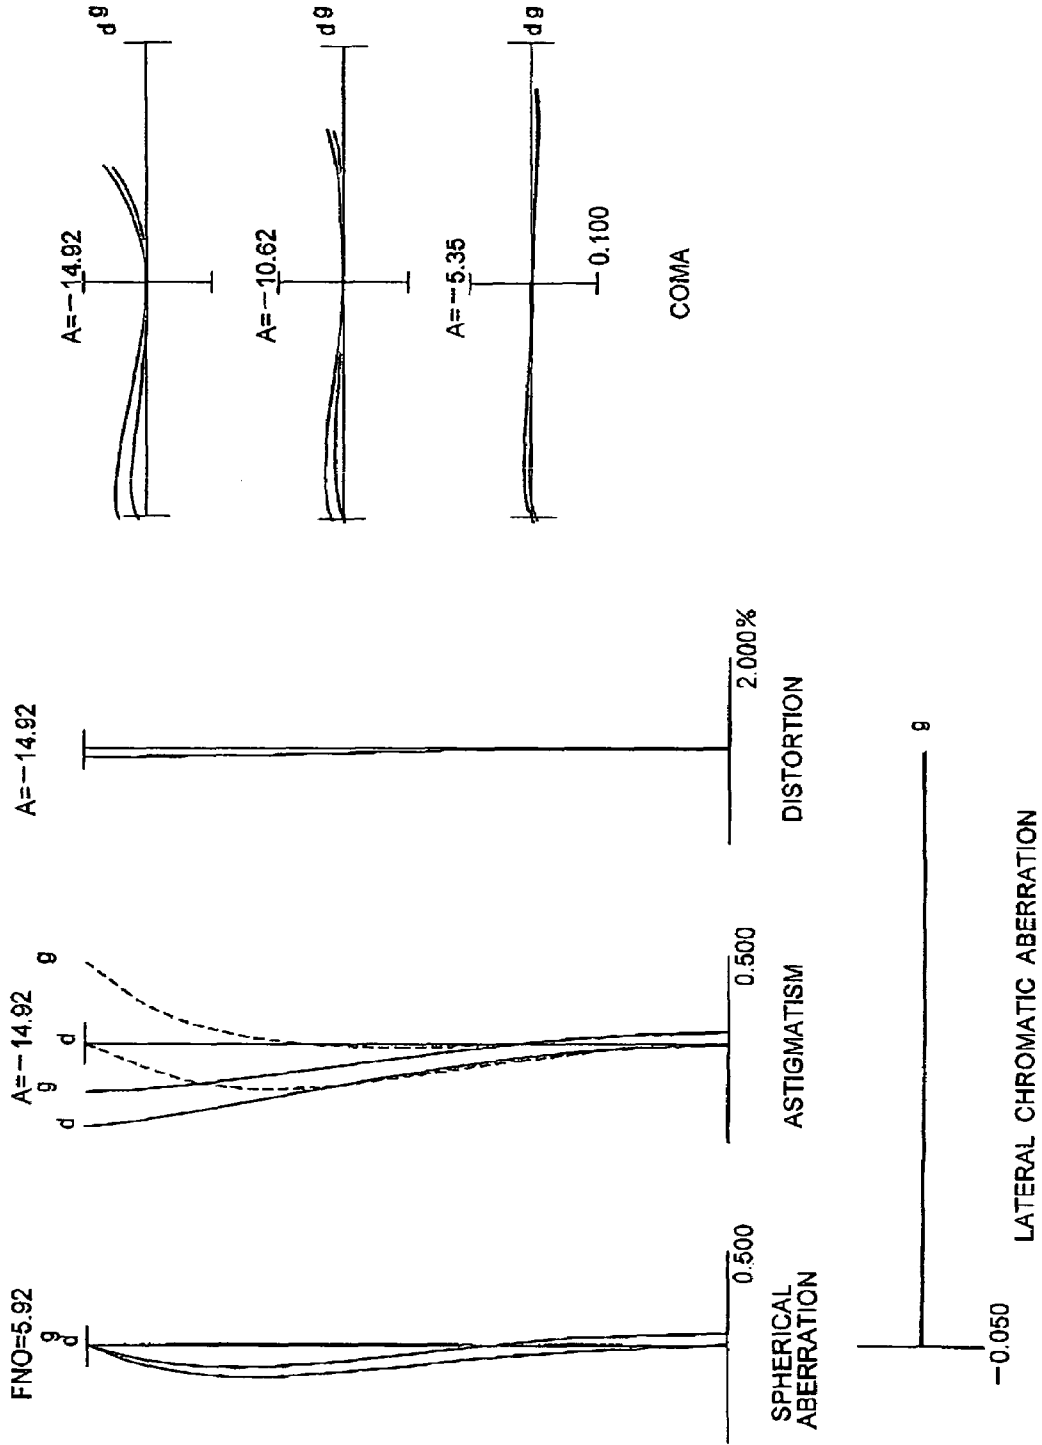 FNO=5.92
g
d
0.500
SPHERICAL
ABERRATION
A=−14.92
d
g
d
g
0.500
ASTIGMATISM
A=−14.92
2.000%
DISTORTION
A=−14.92
d g
A=−10.62
d g
A=−5.35
d g
0.100
COMA
g
−0.050
LATERAL CHROMATIC ABERRATION